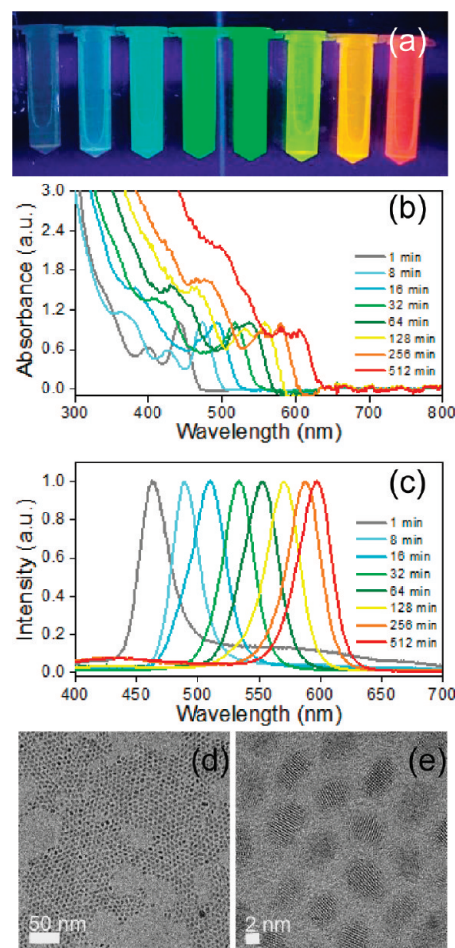 (a)
3.0
2.4
1.8
1.2
0.6
0.0
Absorbance (a.u.)
(b)
1 min
8 min
16 min
32 min
64 min
128 min
256 min
512 min
300 400 500 600 700 800
Wavelength (nm)
1.0
0.8
0.6
0.4
0.2
0.0
Intensity (a.u.)
(c)
1 min
8 min
16 min
32 min
64 min
128 min
256 min
512 min
400 450 500 550 600 650 700
Wavelength (nm)
(d)
50 nm
(e)
2 nm